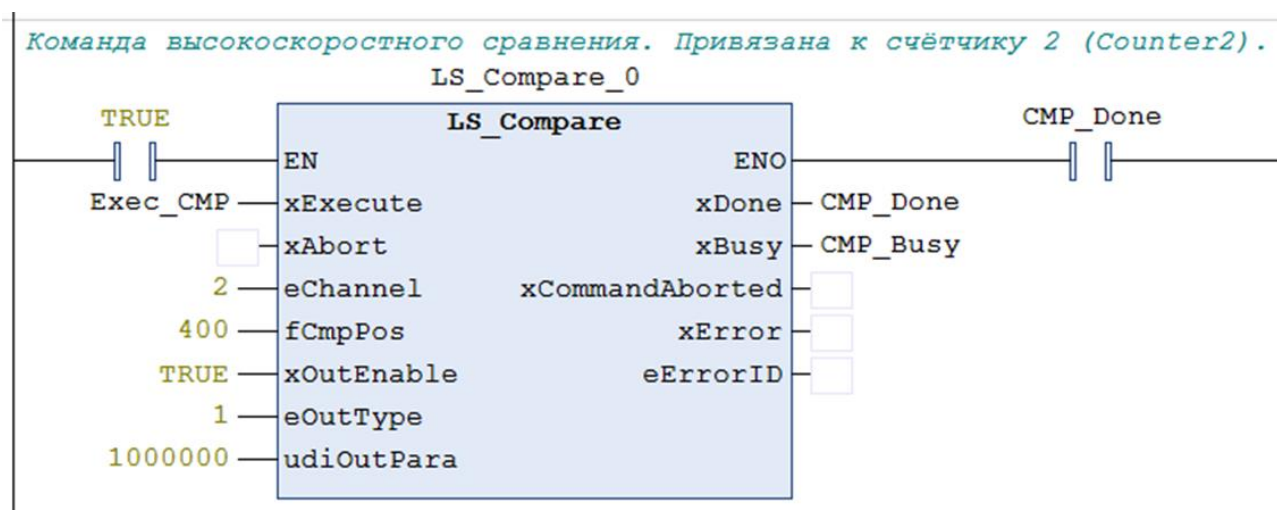 Команда высокоскоростного сравнения. Привязана к счётчику 2 (Counter2).
LS_Compare_0
TRUE LS_Compare CMP_Done
EN ENO
Exec_CMP xExecute xDone CMP_Done
xAbort xBusy CMP_Busy
2 eChannel xCommandAborted
400 fCmpPos xError
TRUE xOutEnable eErrorID
1 eOutType
1000000 udiOutPara